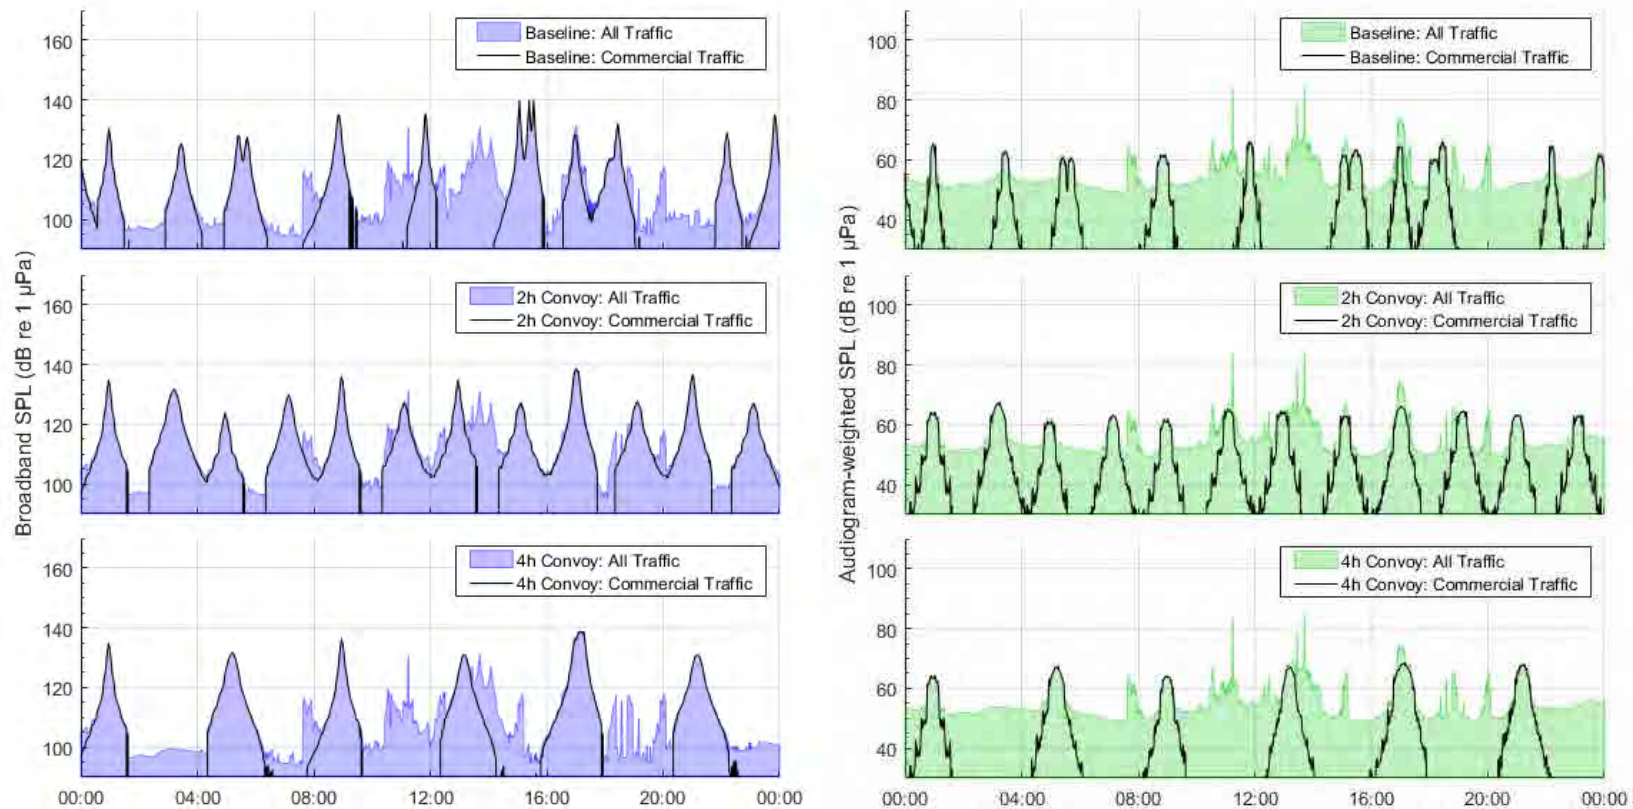 Broadband SPL (dB re 1 µPa)
160
140
120
100
Baseline: All Traffic
Baseline: Commercial Traffic
160
140
120
100
2h Convoy: All Traffic
2h Convoy: Commercial Traffic
160
140
120
100
4h Convoy: All Traffic
4h Convoy: Commercial Traffic
00:00 04:00 08:00 12:00 16:00 20:00 00:00
Audiogram-weighted SPL (dB re 1 µPa)
100
80
60
40
Baseline: All Traffic
Baseline: Commercial Traffic
100
80
60
40
2h Convoy: All Traffic
2h Convoy: Commercial Traffic
100
80
60
40
4h Convoy: All Traffic
4h Convoy: Commercial Traffic
00:00 04:00 08:00 12:00 16:00 20:00 00:00